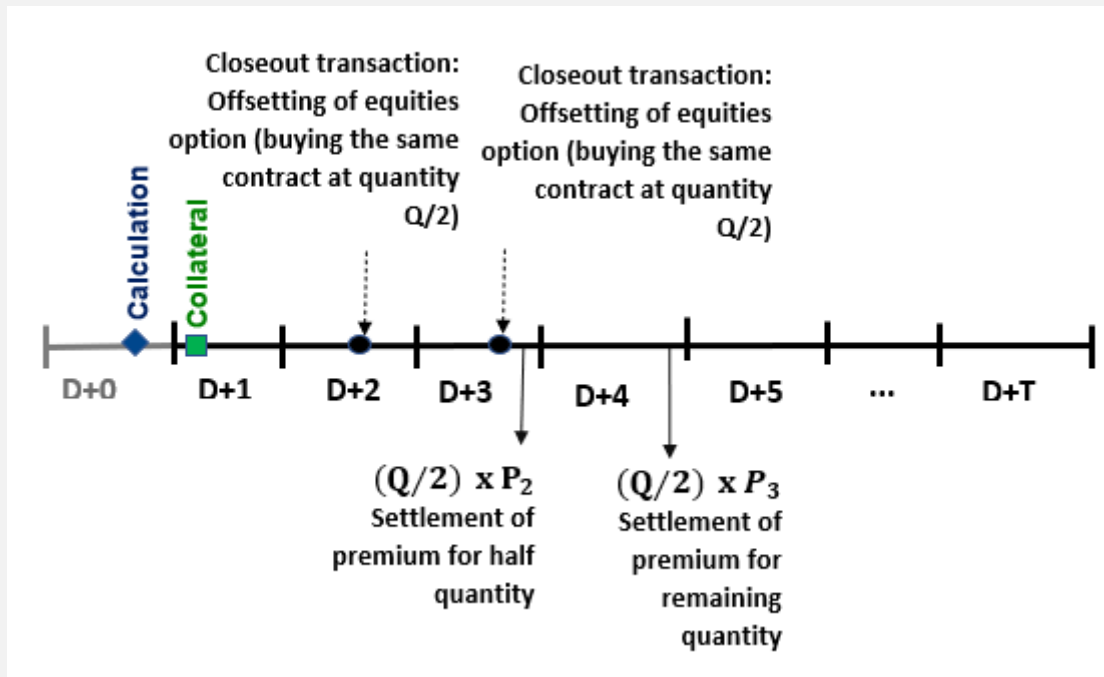 Closeout transaction:
Offsetting of equities
option (buying the same
contract at quantity
Q/2)
Closeout transaction:
Offsetting of equities
option (buying the same
contract at quantity
Q/2)
Calculation
Collateral
D+0
D+1
D+2
D+3
D+4
D+5
...
D+T
(Q/2) x P₂
Settlement of
premium for half
quantity
(Q/2) x P₃
Settlement of
premium for
remaining
quantity